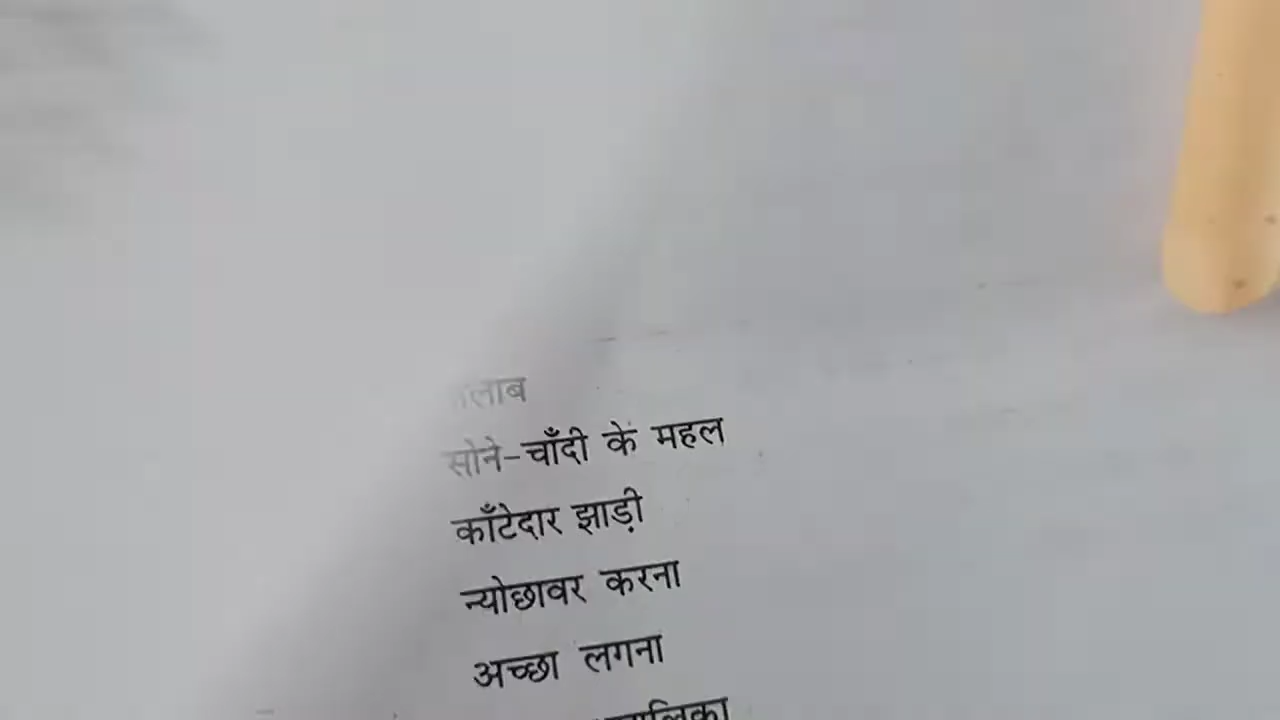 सोने-चाँदी के महल
काँटेदार झाड़ी
न्योछावर करना
अच्छा लगना